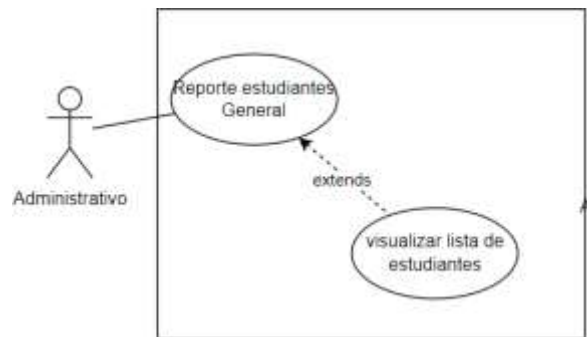 Reporte estudiantes
General
Administrativo
extends
visualizar lista de
estudiantes